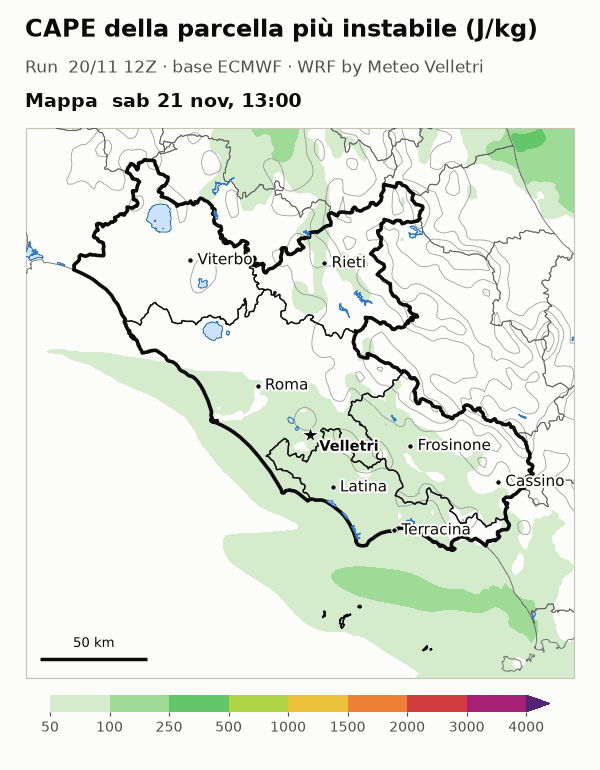 CAPE della parcella più instabile (J/kg)
Run  20/11 12Z · base ECMWF · WRF by Meteo Velletri
Mappa  sab 21 nov, 13:00
Viterbo
Rieti
Roma
Velletri
Frosinone
Cassino
Latina
Terracina
50 km
50 100 250 500 1000 1500 2000 3000 4000